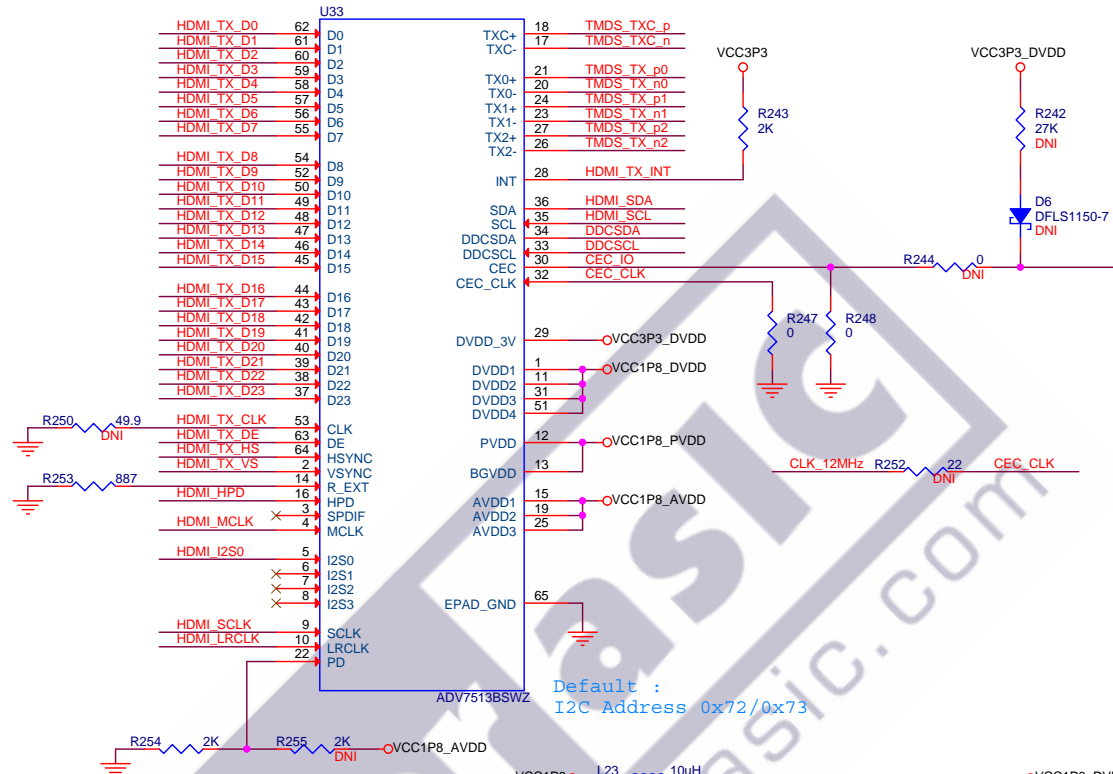 U33
HDMI_TX_D0 62 D0
HDMI_TX_D1 61 D1
HDMI_TX_D2 60 D2
HDMI_TX_D3 59 D3
HDMI_TX_D4 58 D4
HDMI_TX_D5 57 D5
HDMI_TX_D6 56 D6
HDMI_TX_D7 55 D7
HDMI_TX_D8 54 D8
HDMI_TX_D9 52 D9
HDMI_TX_D10 50 D10
HDMI_TX_D11 49 D11
HDMI_TX_D12 48 D12
HDMI_TX_D13 47 D13
HDMI_TX_D14 46 D14
HDMI_TX_D15 45 D15
HDMI_TX_D16 44 D16
HDMI_TX_D17 43 D17
HDMI_TX_D18 42 D18
HDMI_TX_D19 41 D19
HDMI_TX_D20 40 D20
HDMI_TX_D21 39 D21
HDMI_TX_D22 38 D22
HDMI_TX_D23 37 D23
R250 49.9 DNI HDMI_TX_CLK 53 CLK
HDMI_TX_DE 63 DE
HDMI_TX_HS 64 HSYNC
HDMI_TX_VS 2 VSYNC
R253 887 14 R_EXT
HDMI_HPD 16 HPD
3 SPDIF
HDMI_MCLK 4 MCLK
HDMI_I2S0 5 I2S0
6 I2S1
7 I2S2
8 I2S3
HDMI_SCLK 9 SCLK
HDMI_LRCLK 10 LRCLK
22 PD
R254 2K R255 2K DNI VCC1P8_AVDD
TXC+ 18 TMDS_TXC_p
TXC- 17 TMDS_TXC_n
TX0+ 21 TMDS_TX_p0
TX0- 20 TMDS_TX_n0
TX1+ 24 TMDS_TX_p1
TX1- 23 TMDS_TX_n1
TX2+ 27 TMDS_TX_p2
TX2- 26 TMDS_TX_n2
INT 28 HDMI_TX_INT
SDA 36 HDMI_SDA
SCL 35 HDMI_SCL
DDCSDA 34 DDCSDA
DDCSCL 33 DDCSCL
CEC 30 CEC_IO
CEC_CLK 32 CEC_CLK
DVDD_3V 29 VCC3P3_DVDD
DVDD1 1 VCC1P8_DVDD
DVDD2 11
DVDD3 31
DVDD4 51
PVDD 12 VCC1P8_PVDD
BGVDD 13
AVDD1 15 VCC1P8_AVDD
AVDD2 19
AVDD3 25
EPAD_GND 65
ADV7513BSWZ
VCC3P3
R243
2K
VCC3P3_DVDD
R242
27K
DNI
D6
DFLS1150-7
DNI
R244 0
DNI
R247
0
R248
0
CLK_12MHz R252 22 CEC_CLK
DNI
Default :
I2C Address 0x72/0x73
L23 10uH
asic
asic.com